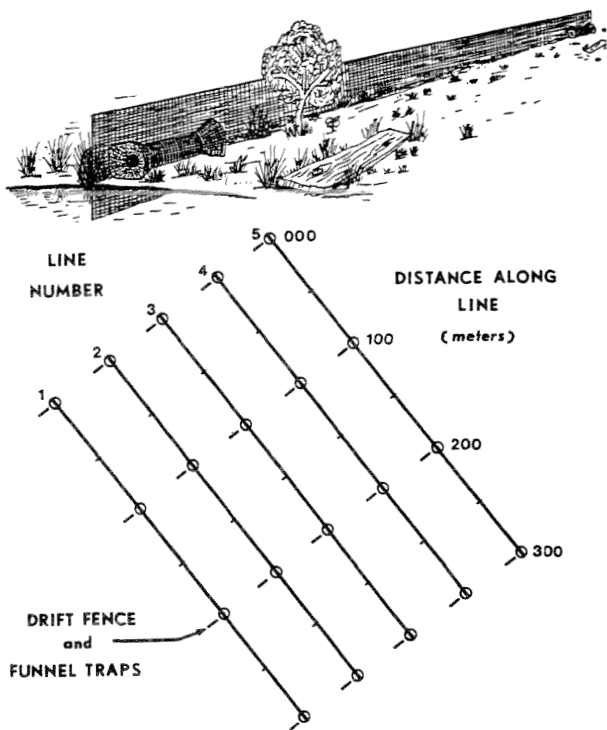 LINE
NUMBER
5 000
4
3
2
1
DISTANCE ALONG
LINE
(meters)
100
200
300
DRIFT FENCE
and
FUNNEL TRAPS